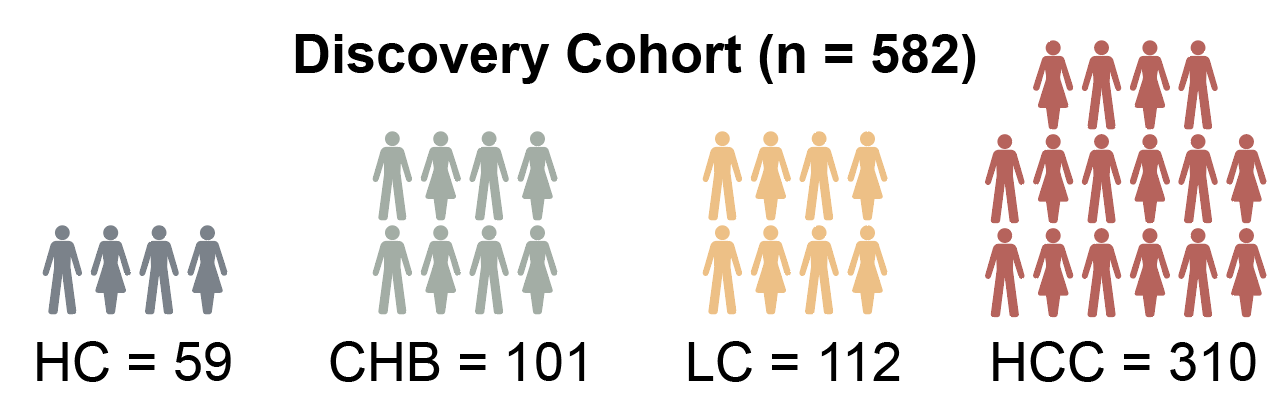 Discovery Cohort (n = 582)
HC = 59
CHB = 101
LC = 112
HCC = 310